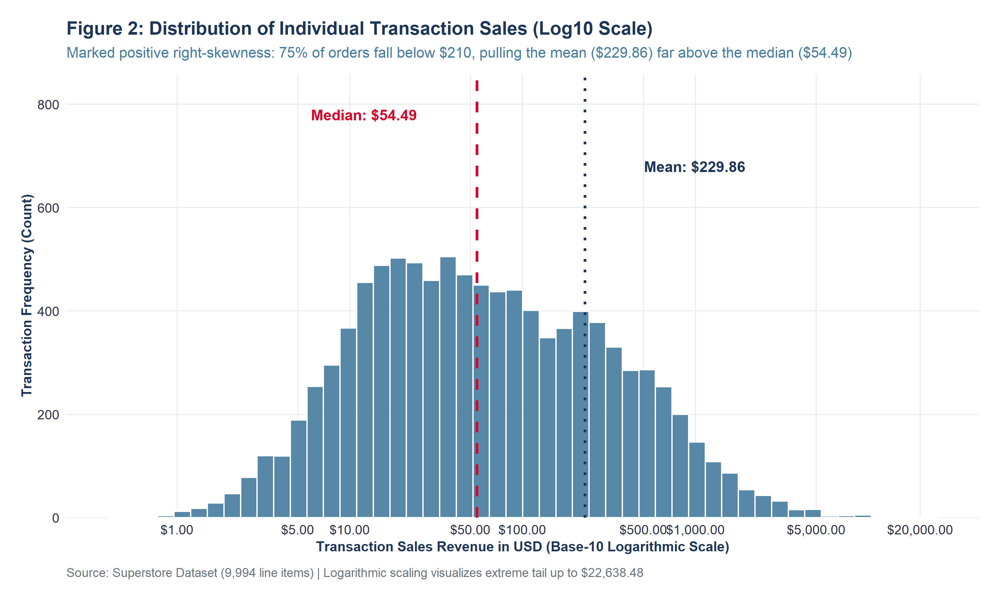 Figure 2: Distribution of Individual Transaction Sales (Log10 Scale)
Marked positive right-skewness: 75% of orders fall below $210, pulling the mean ($229.86) far above the median ($54.49)
800
Median: $54.49
Mean: $229.86
600
Transaction Frequency (Count)
400
200
0
$1.00 $5.00 $10.00 $50.00 $100.00 $500.00 $1,000.00 $5,000.00 $20,000.00
Transaction Sales Revenue in USD (Base-10 Logarithmic Scale)
Source: Superstore Dataset (9,994 line items) | Logarithmic scaling visualizes extreme tail up to $22,638.48